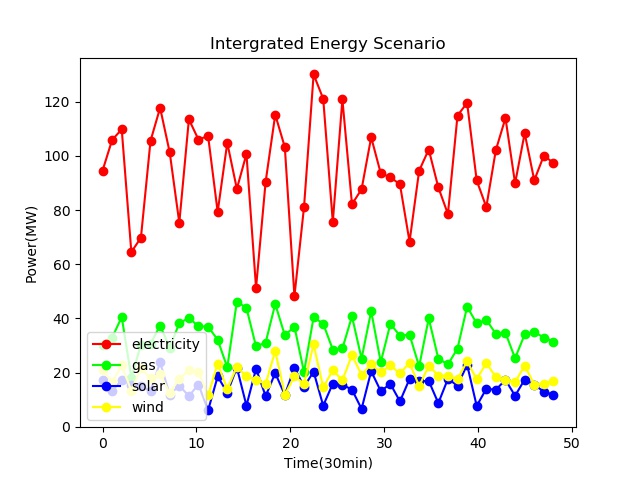 Intergrated Energy Scenario
Power(MW)
120
100
80
60
40
20
0
electricity
gas
solar
wind
0
10
20
30
40
50
Time(30min)